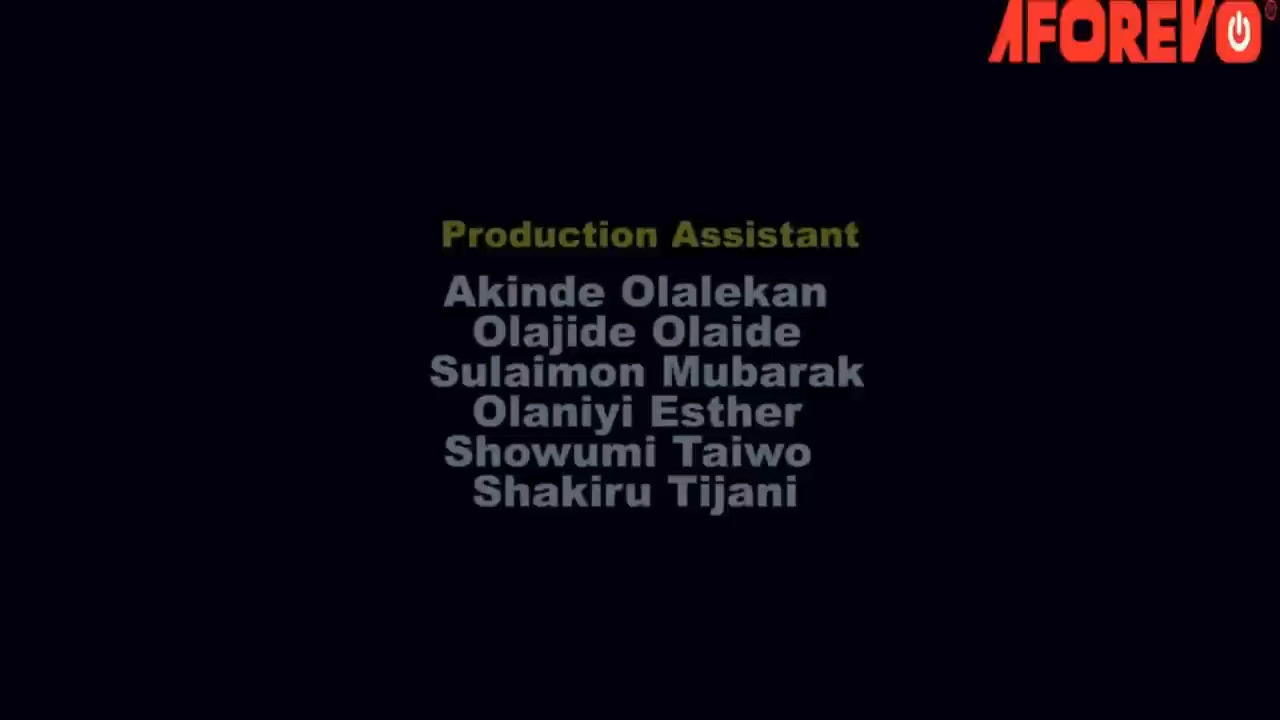 AFOREVO
Production Assistant
Akinde Olalekan
Olajide Olaide
Sulaimon Mubarak
Olaniyi Esther
Showumi Taiwo
Shakiru Tijani